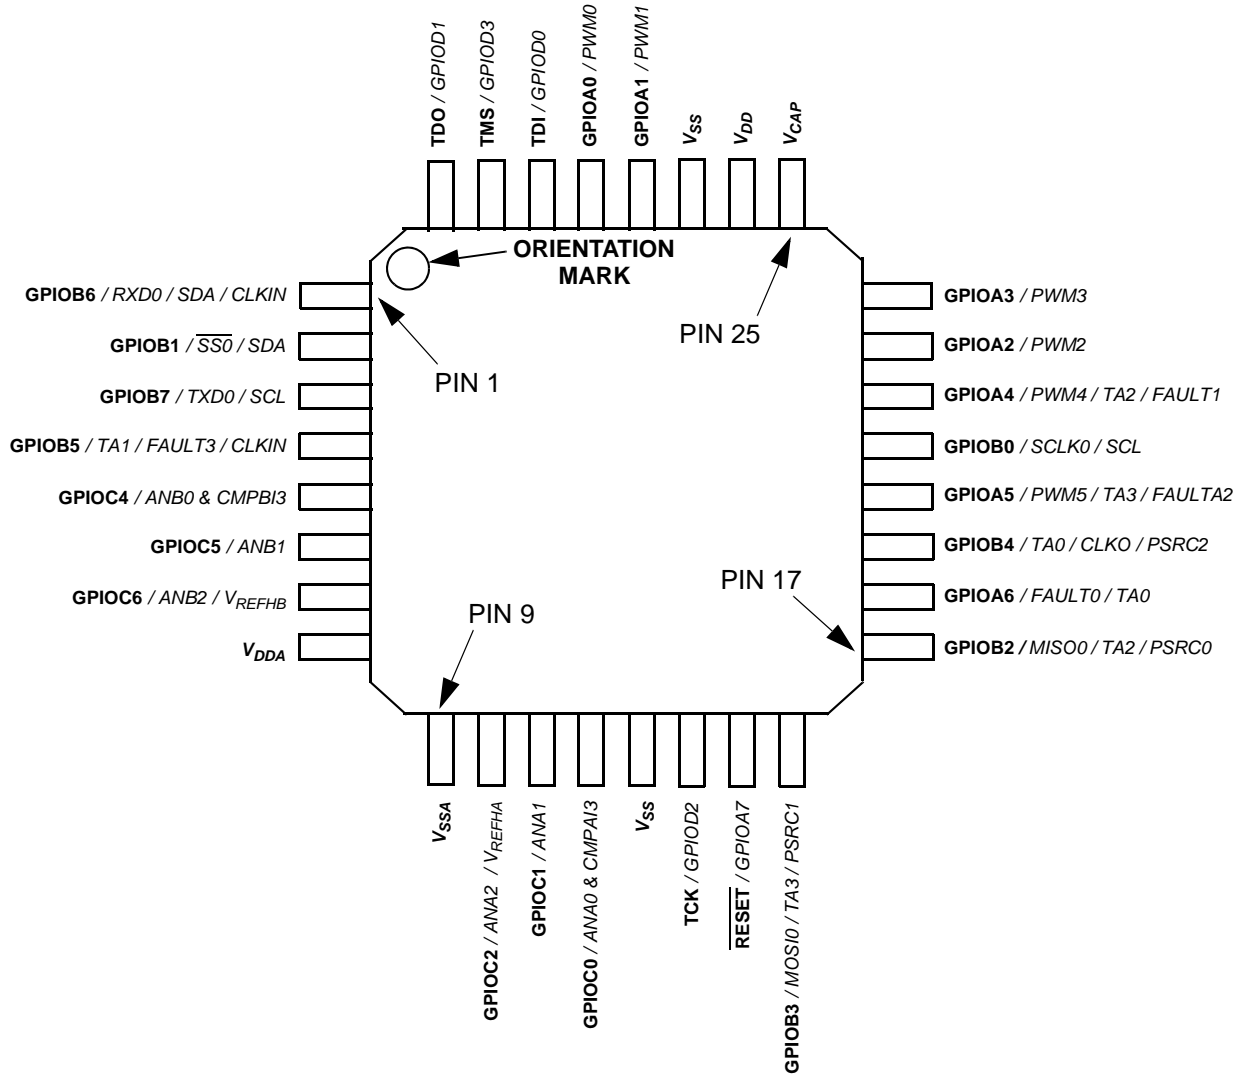 TDO / GPIOD1
TMS / GPIOD3
TDI / GPIOD0
GPIOA0 / PWM0
GPIOA1 / PWM1
VSS
VDD
VCAP
ORIENTATION
MARK
PIN 25
PIN 1
GPIOB6 / RXD0 / SDA / CLKIN
GPIOB1 / SS0 / SDA
GPIOB7 / TXD0 / SCL
GPIOB5 / TA1 / FAULT3 / CLKIN
GPIOC4 / ANB0 & CMPBI3
GPIOC5 / ANB1
GPIOC6 / ANB2 / VREFHB
VDDA
GPIOA3 / PWM3
GPIOA2 / PWM2
GPIOA4 / PWM4 / TA2 / FAULT1
GPIOB0 / SCLK0 / SCL
GPIOA5 / PWM5 / TA3 / FAULTA2
GPIOB4 / TA0 / CLKO / PSRC2
GPIOA6 / FAULT0 / TA0
GPIOB2 / MISO0 / TA2 / PSRC0
PIN 17
PIN 9
VSSA
GPIOC2 / ANA2 / VREFHA
GPIOC1 / ANA1
GPIOC0 / ANA0 & CMPAI3
VSS
TCK / GPIOD2
RESET / GPIOA7
GPIOB3 / MOSI0 / TA3 / PSRC1